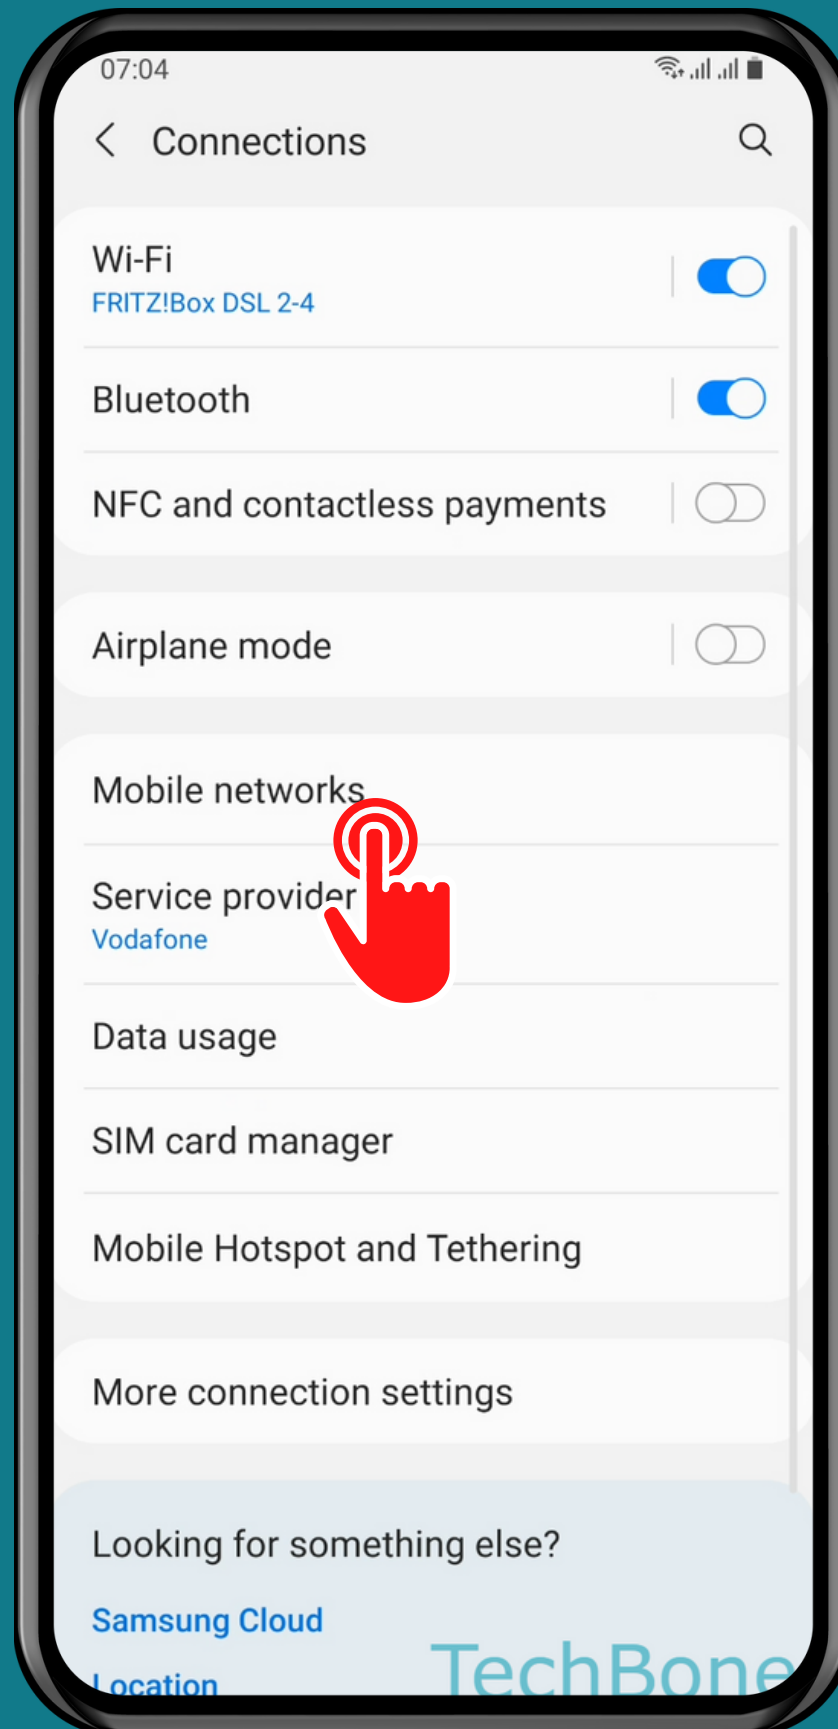 07:04
Connections
Wi-Fi
FRITZ!Box DSL 2-4
Bluetooth
NFC and contactless payments
Airplane mode
Mobile networks
Service provider
Vodafone
Data usage
SIM card manager
Mobile Hotspot and Tethering
More connection settings
Looking for something else?
Samsung Cloud
Location
TechBone